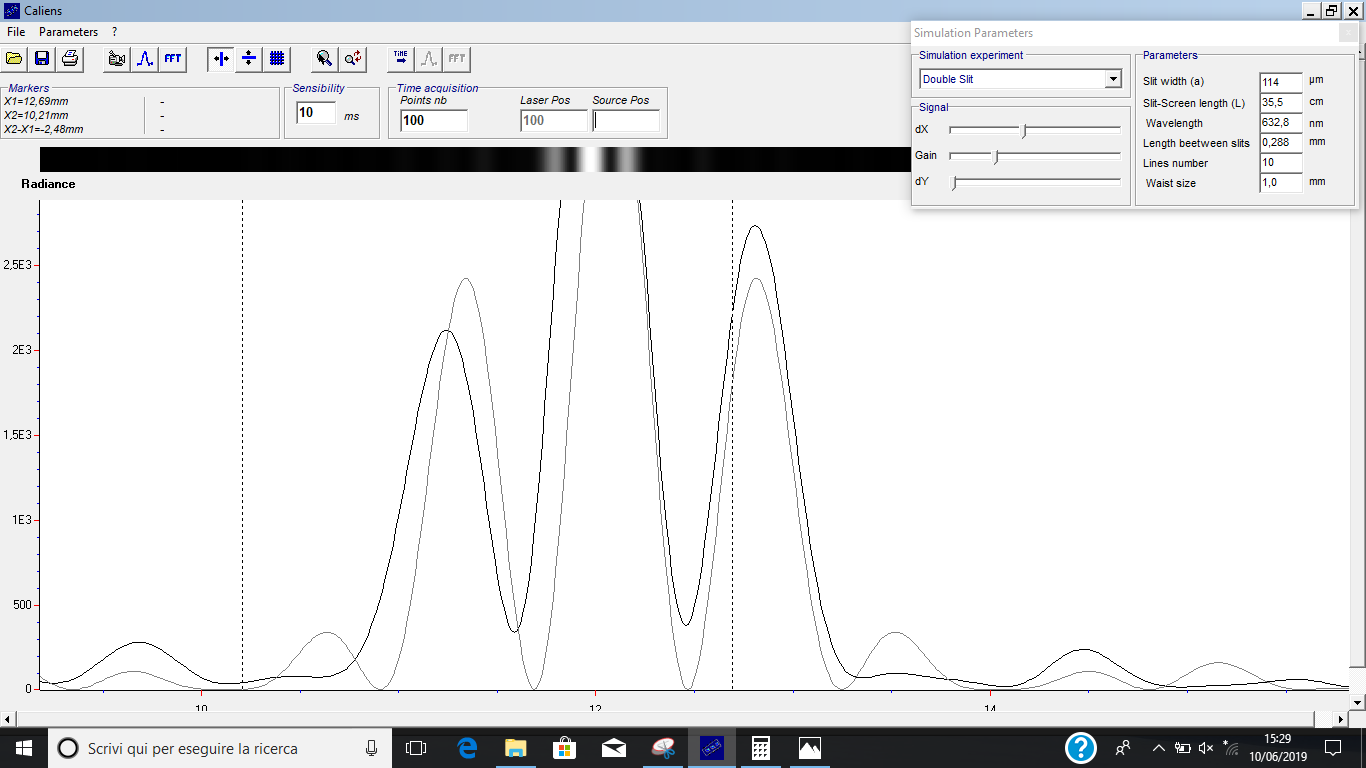 Caliens
File Parameters ?
FFT TIME FFT
Markers
X1=12,69mm -
X2=10,21mm -
X2-X1=-2,48mm -
Sensibility
10 ms
Time acquisition
Points nb Laser Pos Source Pos
100 100
Simulation Parameters
Simulation experiment
Double Slit
Signal
dX
Gain
dY
Parameters
Slit width (a) 114 µm
Slit-Screen length (L) 35,5 cm
Wavelength 632,8 nm
Length beetween slits 0,288 mm
Lines number 10
Waist size 1,0 mm
Radiance
2,5E3
2E3
1,5E3
1E3
500
0
10 12 14
Scrivi qui per eseguire la ricerca
15:29
10/06/2019